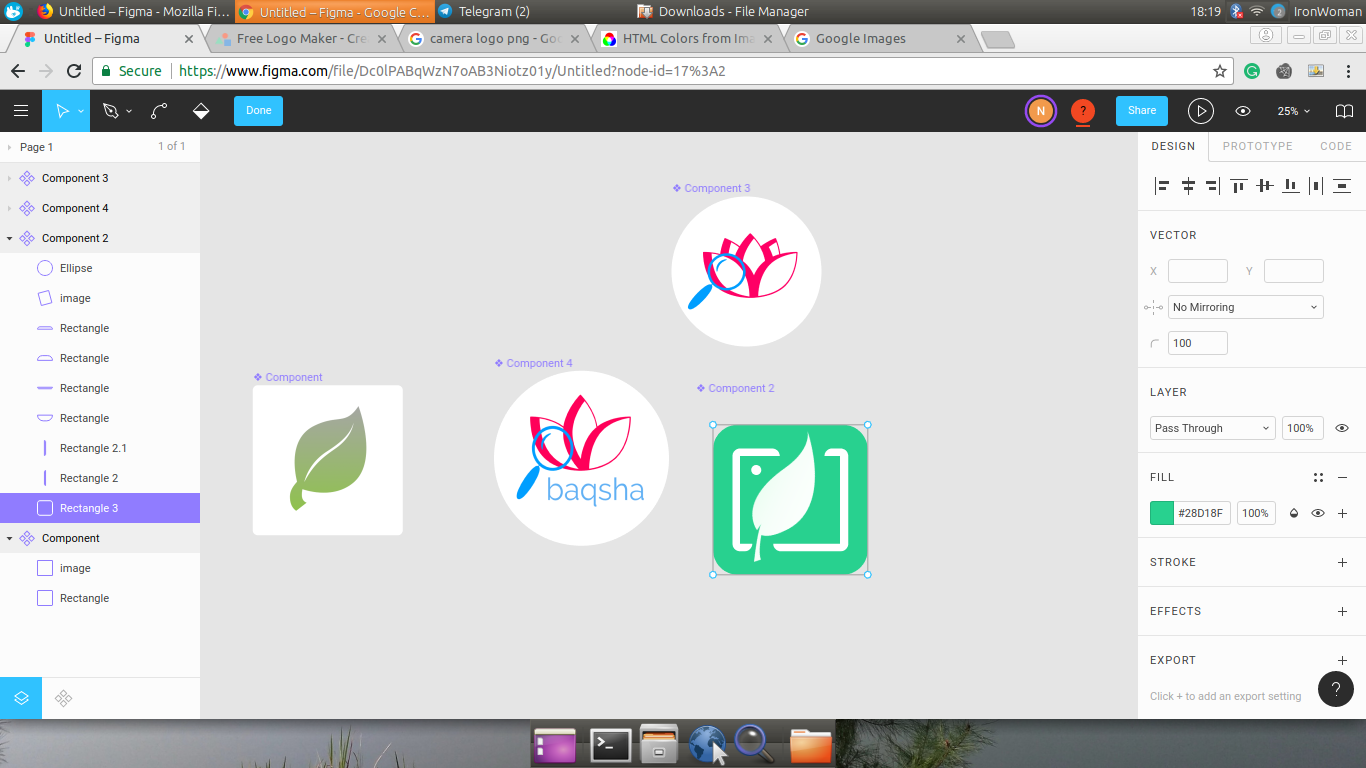 Untitled – Figma - Mozilla Fi...
Untitled – Figma - Google C...
Telegram (2)
Downloads - File Manager
18:19
2
IronWoman
Untitled – Figma
Free Logo Maker - Cre
camera logo png - Goo
HTML Colors from Ima
Google Images
Secure
https://www.figma.com/file/Dc0lPABqWzN7oAB3Niotz01y/Untitled?node-id=17%3A2
Done
N
?
Share
25%
Page 1
1 of 1
DESIGN
PROTOTYPE
CODE
Component 3
Component 4
Component 2
Ellipse
image
Rectangle
Rectangle
Rectangle
Rectangle
Rectangle 2.1
Rectangle 2
Rectangle 3
Component
image
Rectangle
Component 3
Component
Component 4
baqsha
Component 2
VECTOR
X
Y
No Mirroring
100
LAYER
Pass Through
100%
FILL
#28D18F
100%
STROKE
EFFECTS
EXPORT
Click + to add an export setting
?